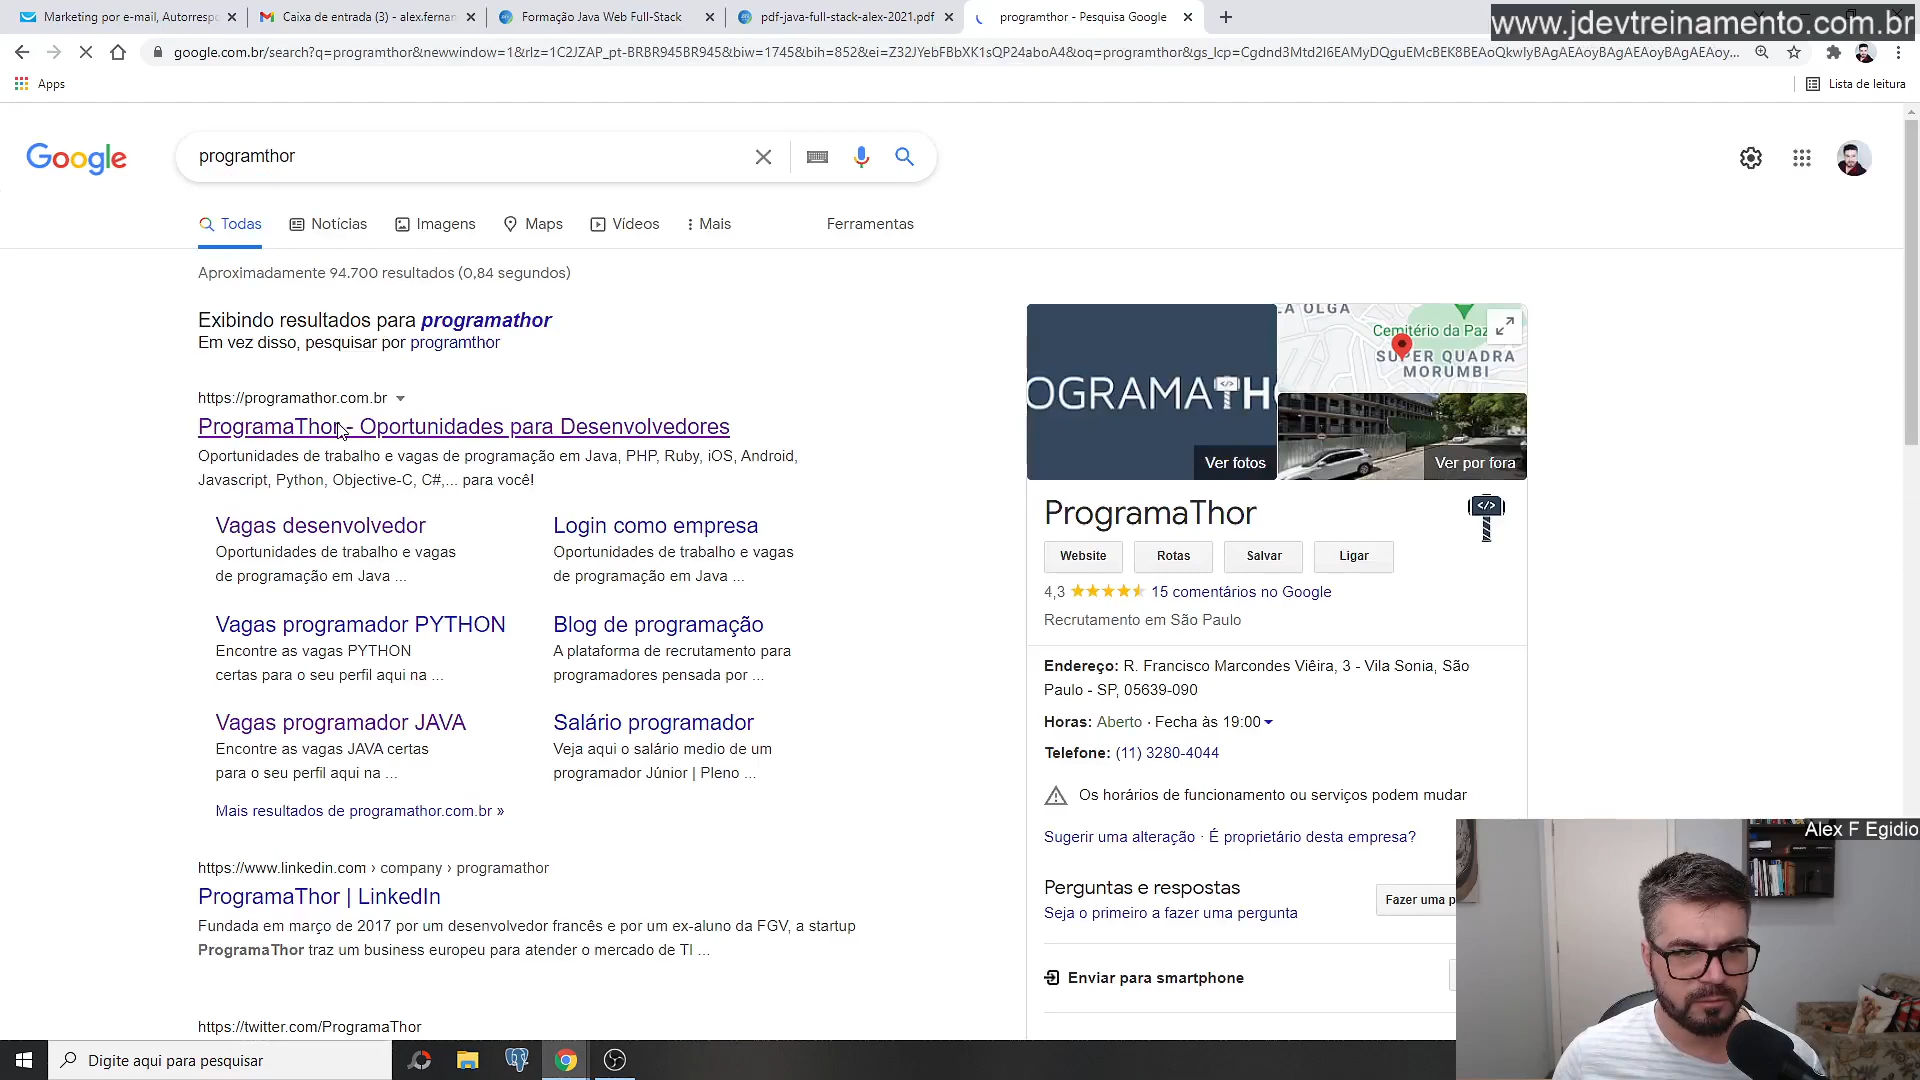 Marketing por e-mail, Autorrespo
Caixa de entrada (3) - alex.fernan
Formação Java Web Full-Stack
pdf-java-full-stack-alex-2021.pdf
programthor - Pesquisa Google
www.jdevtreinamento.com.br
google.com.br/search?q=programthor&newwindow=1&rlz=1C2JZAP_pt-BRBR945BR945&biw=1745&bih=852&ei=Z32JYebFBbXK1sQP24aboA4&oq=programthor&gs_lcp=Cgdnd3Mtd2l6EAMyDQguEMcBEK8BEAoQkwIyBAgAEAoyBAgAEAoyBAgAEAoy...
Apps
Lista de leitura
Google
programthor
Todas
Notícias
Imagens
Maps
Vídeos
Mais
Ferramentas
Aproximadamente 94.700 resultados (0,84 segundos)
Exibindo resultados para programathor
Em vez disso, pesquisar por programthor
https://programathor.com.br
ProgramaThor - Oportunidades para Desenvolvedores
Oportunidades de trabalho e vagas de programação em Java, PHP, Ruby, iOS, Android,
Javascript, Python, Objective-C, C#,... para você!
Vagas desenvolvedor
Oportunidades de trabalho e vagas
de programação em Java ...
Login como empresa
Oportunidades de trabalho e vagas
de programação em Java ...
Vagas programador PYTHON
Encontre as vagas PYTHON
certas para o seu perfil aqui na ...
Blog de programação
A plataforma de recrutamento para
programadores pensada por ...
Vagas programador JAVA
Encontre as vagas JAVA certas
para o seu perfil aqui na ...
Salário programador
Veja aqui o salário medio de um
programador Júnior | Pleno ...
Mais resultados de programathor.com.br »
https://www.linkedin.com › company › programathor
ProgramaThor | LinkedIn
Fundada em março de 2017 por um desenvolvedor francês e por um ex-aluno da FGV, a startup
ProgramaThor traz um business europeu para atender o mercado de TI ...
https://twitter.com/ProgramaThor
OGRAMATH
Ver fotos
LA OLGA
Cemitério da Paz
SUPER QUADRA
MORUMBI
Ver por fora
ProgramaThor
</>
Website
Rotas
Salvar
Ligar
4,3
15 comentários no Google
Recrutamento em São Paulo
Endereço: R. Francisco Marcondes Viêira, 3 - Vila Sonia, São
Paulo - SP, 05639-090
Horas: Aberto · Fecha às 19:00
Telefone: (11) 3280-4044
Os horários de funcionamento ou serviços podem mudar
Sugerir uma alteração · É proprietário desta empresa?
Perguntas e respostas
Seja o primeiro a fazer uma pergunta
Fazer uma p
Enviar para smartphone
Alex F Egidio
Digite aqui para pesquisar